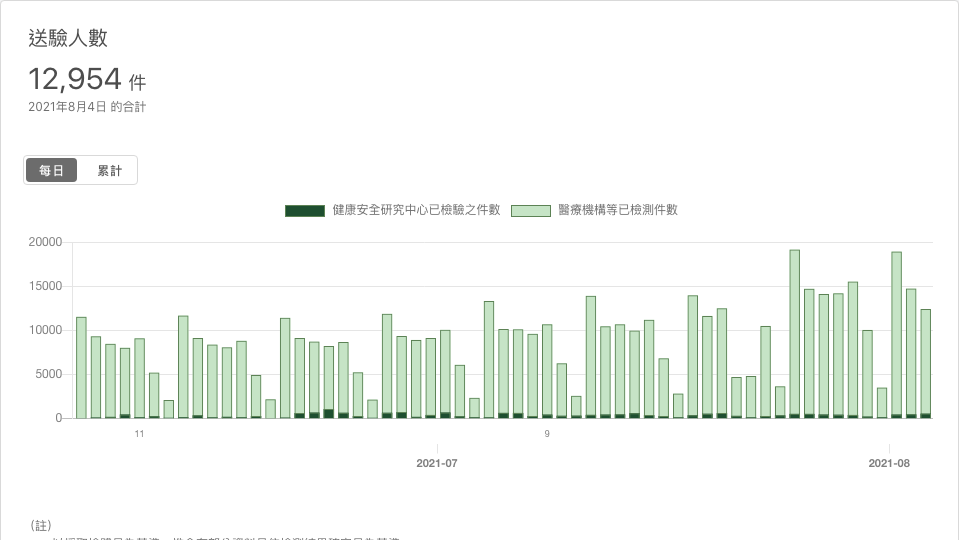 送驗人數
12,954 件
2021年8月4日 的合計
每日 累計
健康安全研究中心已檢驗之件數 醫療機構等已檢測件數
20000
15000
10000
5000
0
11 9
2021-07 2021-08
(註)